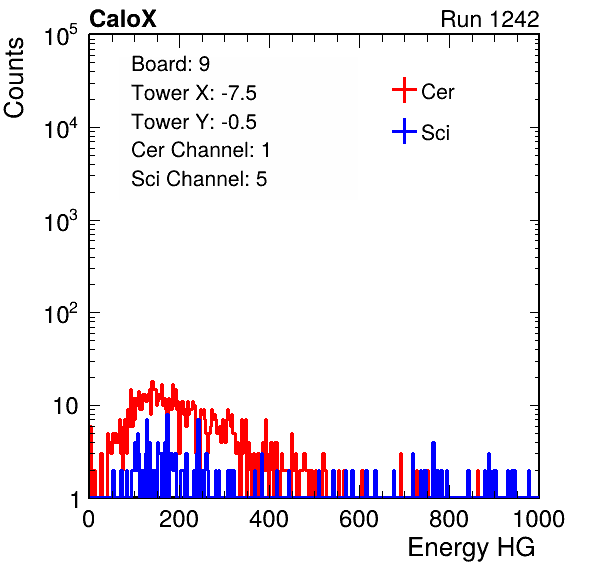 CaloX Run 1242
Board: 9
Tower X: -7.5
Tower Y: -0.5
Cer Channel: 1
Sci Channel: 5
Cer
Sci
Counts
10^5
10^4
10^3
10^2
10
1
0 200 400 600 800 1000
Energy HG